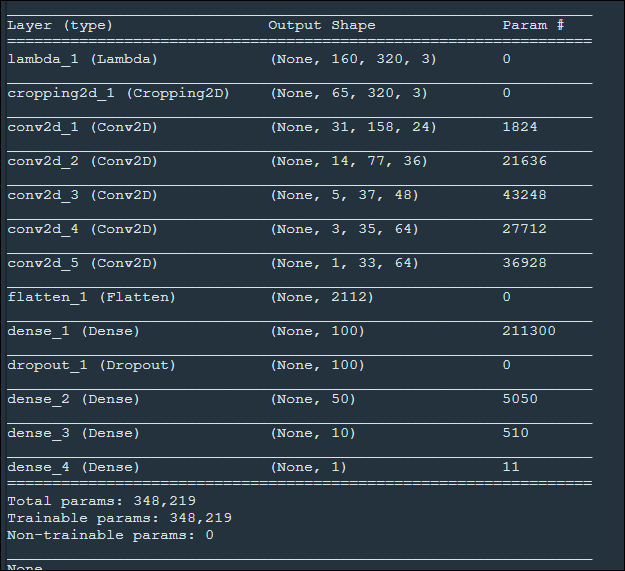 Layer (type) Output Shape Param #
=================================================================
lambda_1 (Lambda) (None, 160, 320, 3) 0
cropping2d_1 (Cropping2D) (None, 65, 320, 3) 0
conv2d_1 (Conv2D) (None, 31, 158, 24) 1824
conv2d_2 (Conv2D) (None, 14, 77, 36) 21636
conv2d_3 (Conv2D) (None, 5, 37, 48) 43248
conv2d_4 (Conv2D) (None, 3, 35, 64) 27712
conv2d_5 (Conv2D) (None, 1, 33, 64) 36928
flatten_1 (Flatten) (None, 2112) 0
dense_1 (Dense) (None, 100) 211300
dropout_1 (Dropout) (None, 100) 0
dense_2 (Dense) (None, 50) 5050
dense_3 (Dense) (None, 10) 510
dense_4 (Dense) (None, 1) 11
=================================================================
Total params: 348,219
Trainable params: 348,219
Non-trainable params: 0
None